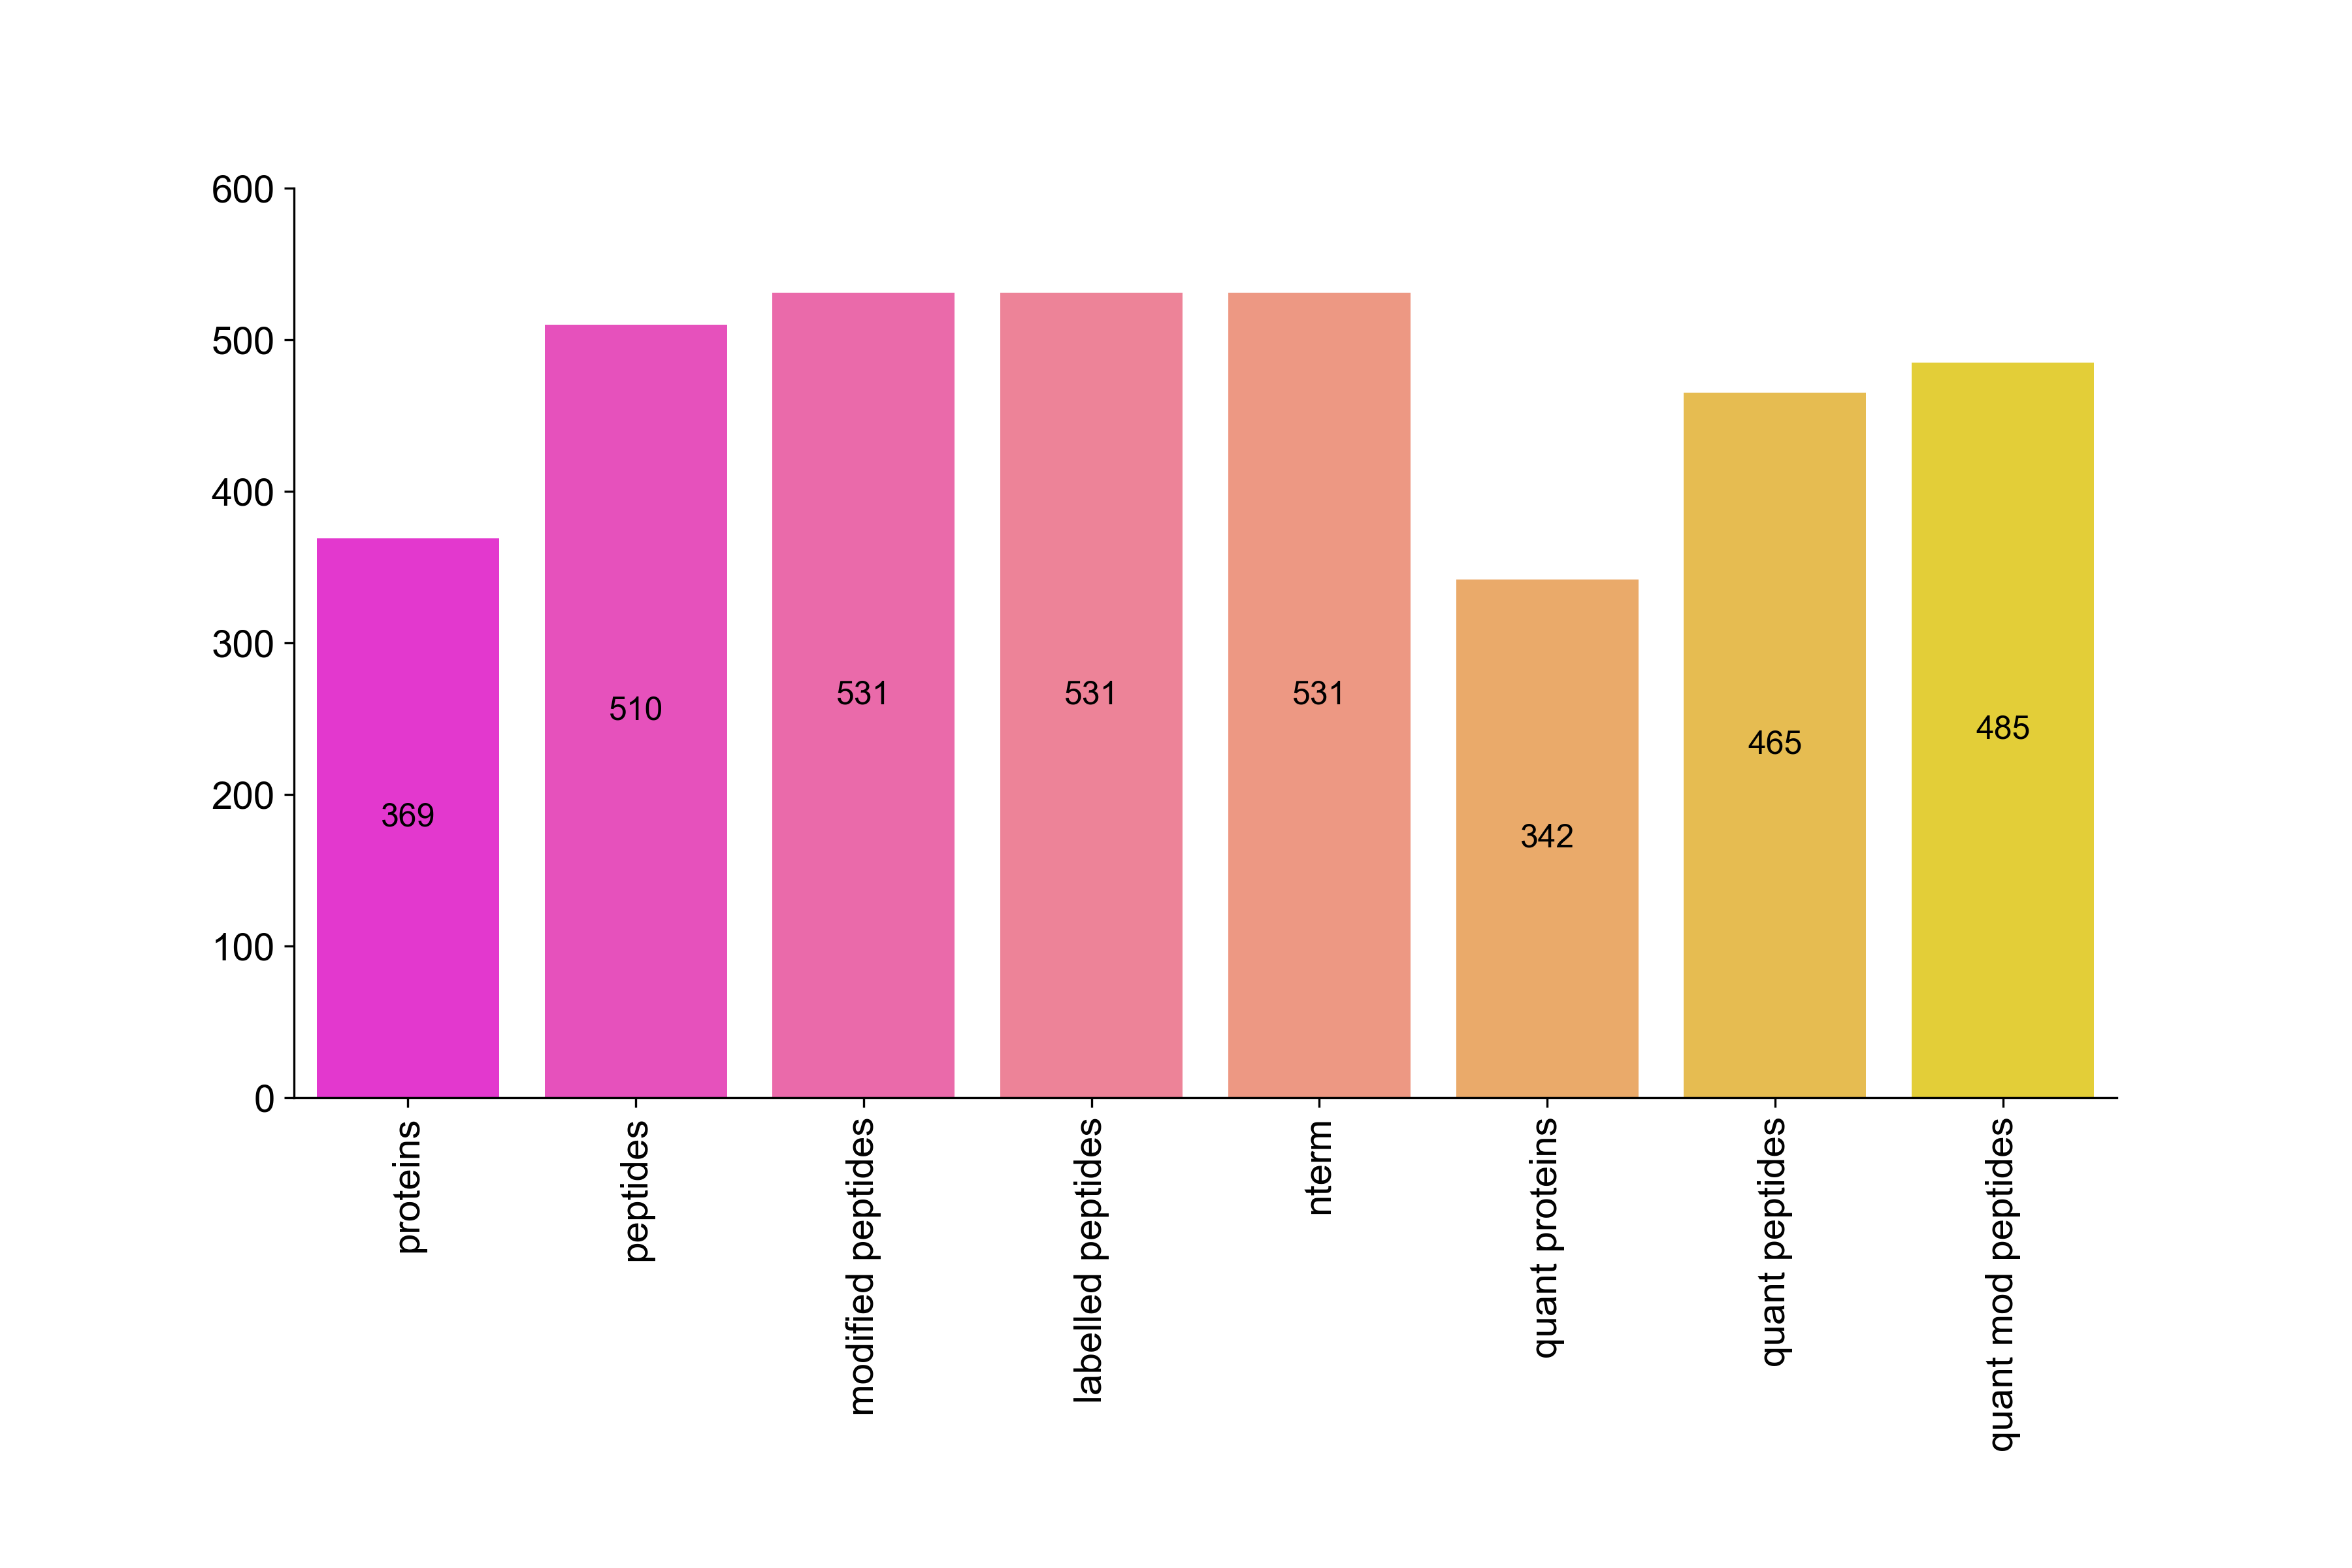 600
500
400
300
200
100
0
369
510
531
531
531
342
465
485
proteins
peptides
modified peptides
labelled peptides
nterm
quant proteins
quant peptides
quant mod peptides